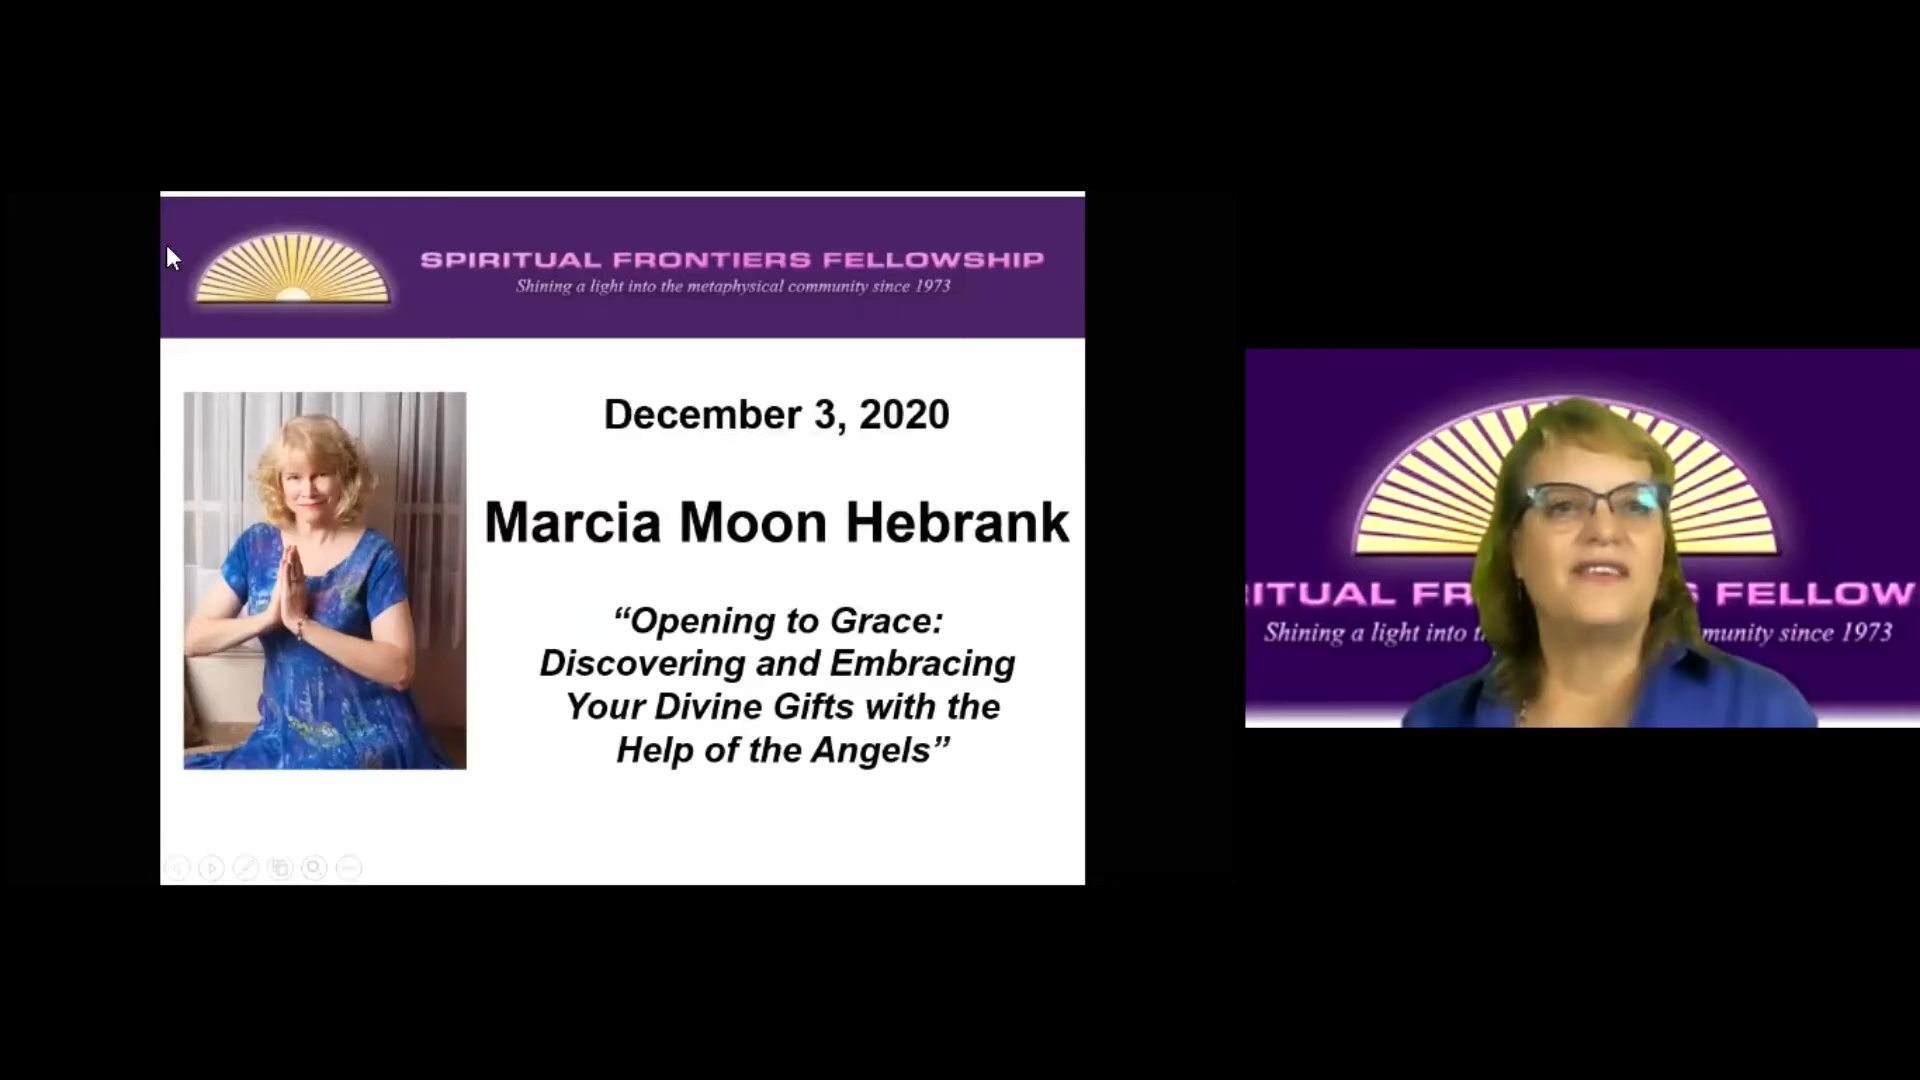 SPIRITUAL FRONTIERS FELLOWSHIP
Shining a light into the metaphysical community since 1973
December 3, 2020
Marcia Moon Hebrank
“Opening to Grace:
Discovering and Embracing
Your Divine Gifts with the
Help of the Angels”
RITUAL FR S FELLOW
Shining a light into munity since 1973